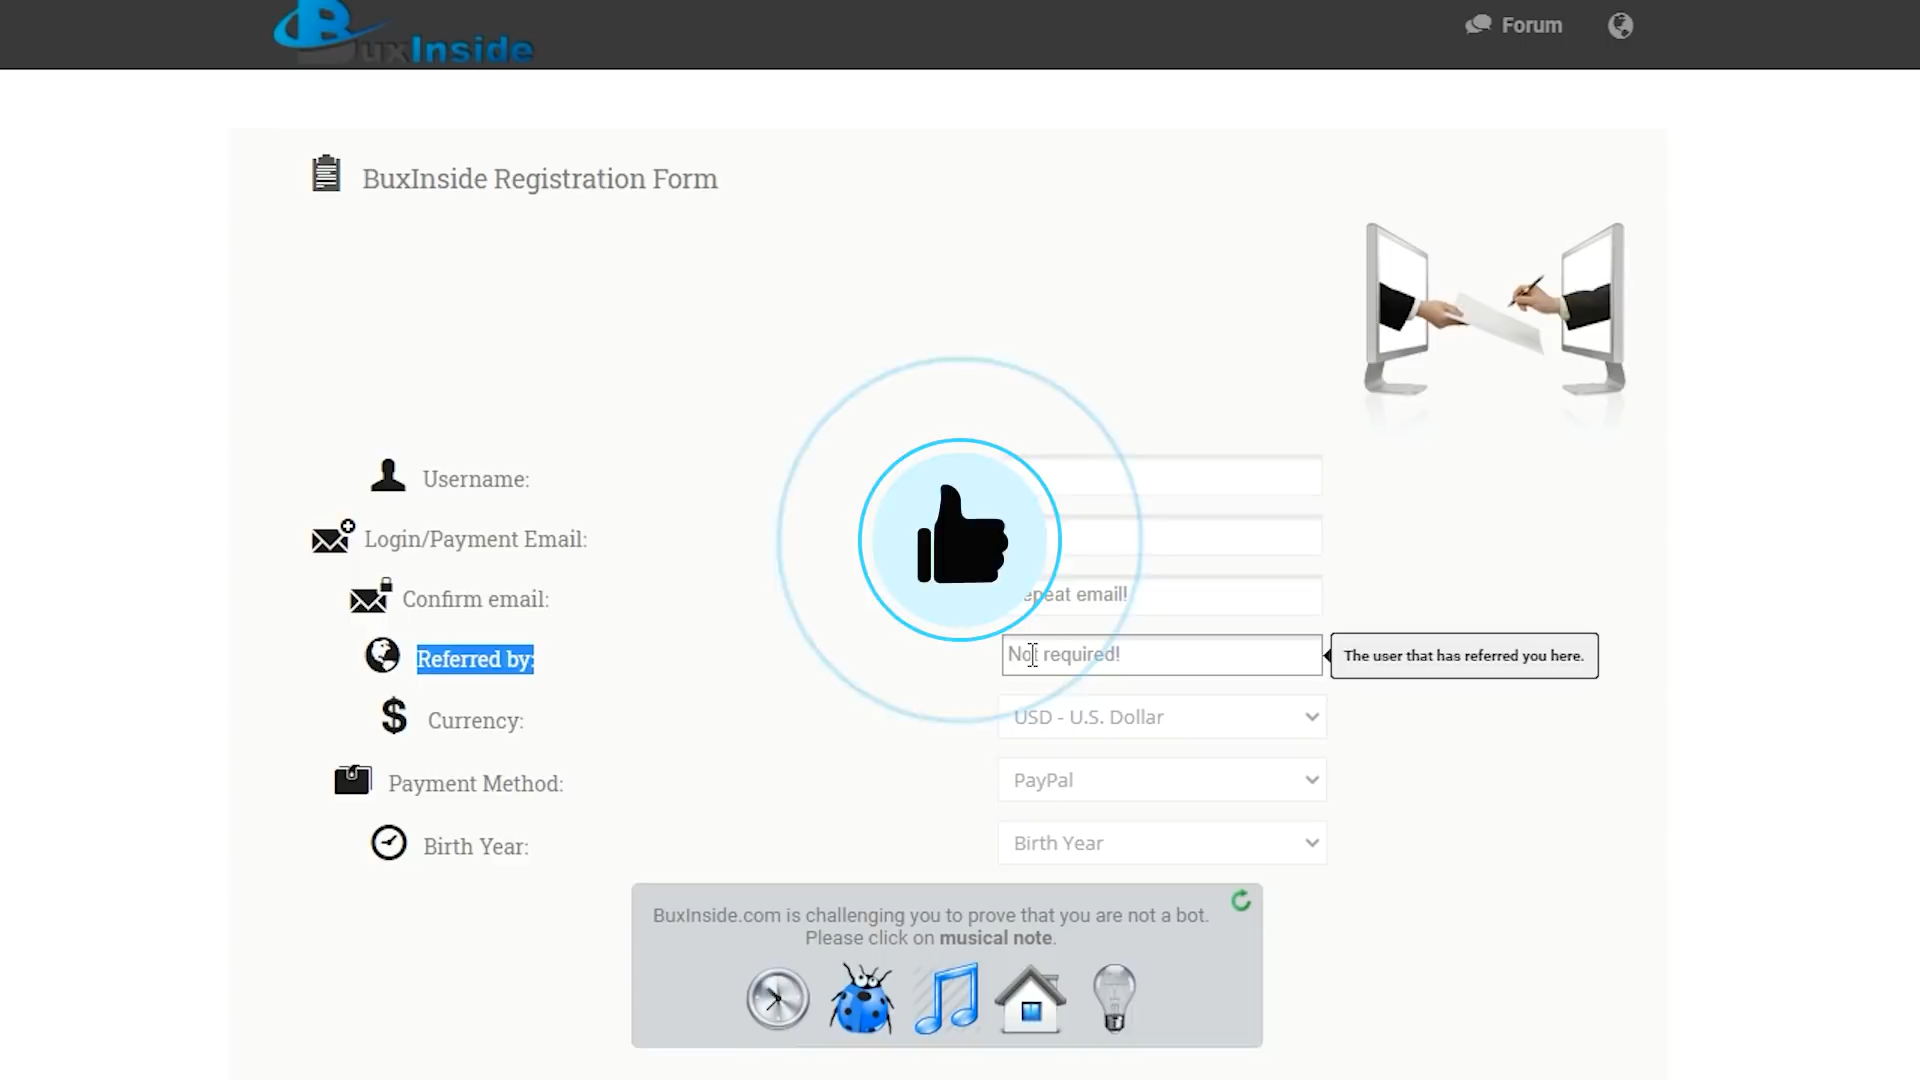 BuxInside
Forum
BuxInside Registration Form
Username:
Login/Payment Email:
Confirm email:
epeat email!
Referred by:
Not required!
The user that has referred you here.
Currency:
USD - U.S. Dollar
Payment Method:
PayPal
Birth Year:
Birth Year
BuxInside.com is challenging you to prove that you are not a bot.
Please click on musical note.